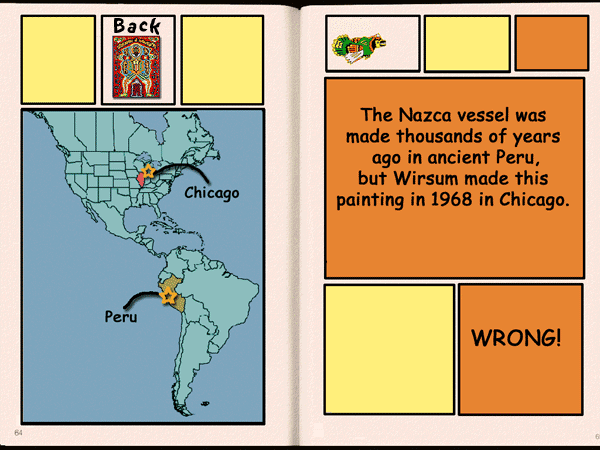 Back
Chicago
Peru
64
The Nazca vessel was
made thousands of years
ago in ancient Peru,
but Wirsum made this
painting in 1968 in Chicago.
WRONG!